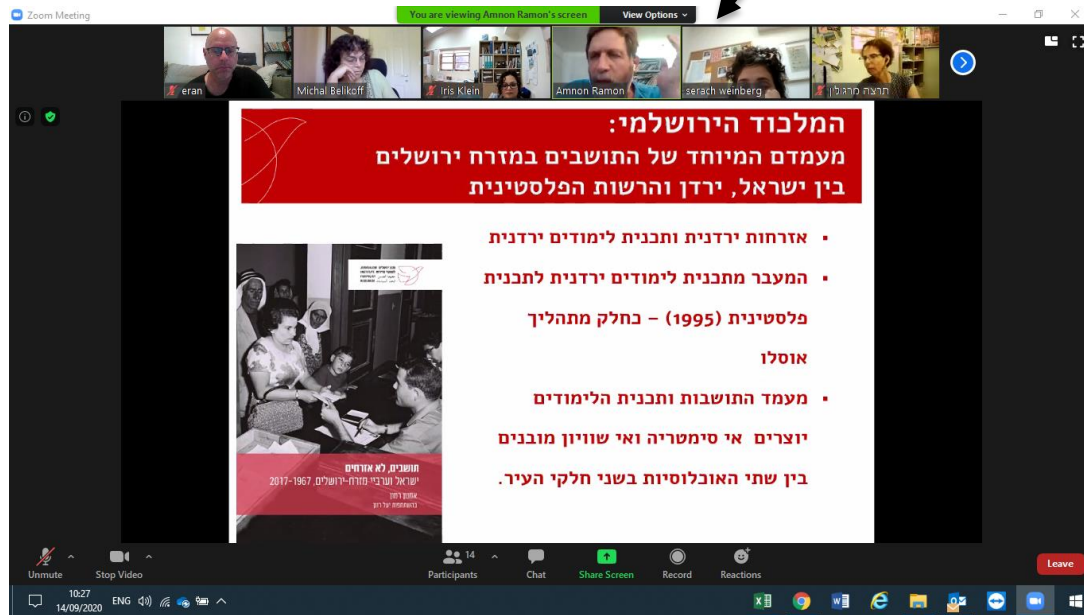 Zoom Meeting
You are viewing Amnon Ramon's screen
View Options
eran
Michal Belikoff
Iris Klein
Amnon Ramon
serach weinberg
תרצה מרגולין
המלכוד הירושלמי:
מעמדם המיוחד של התושבים במזרח ירושלים
בין ישראל, ירדן והרשות הפלסטינית
▪ אזרחות ירדנית ותכנית לימודים ירדנית
▪ המעבר מתכנית לימודים ירדנית לתכנית
פלסטינית (1995) – כחלק מתהליך
אוסלו
▪ מעמד התושבות ותכנית הלימודים
יוצרים אי סימטריה ואי שוויון מובנים
בין שתי האוכלוסיות בשני חלקי העיר.
תושבים, לא אזרחים
ישראל וערביי מזרח-ירושלים, 1967-2017
אמנון רמון
Unmute
Stop Video
14
Participants
Chat
Share Screen
Record
Reactions
Leave
10:27
14/09/2020
ENG